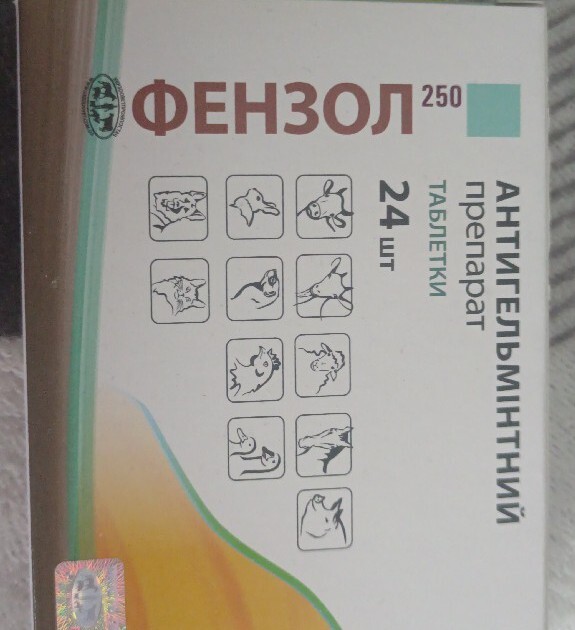 ФЕНЗОЛ 250
АНТИГЕЛЬМІНТНИЙ
препарат
ТАБЛЕТКИ
24 шт